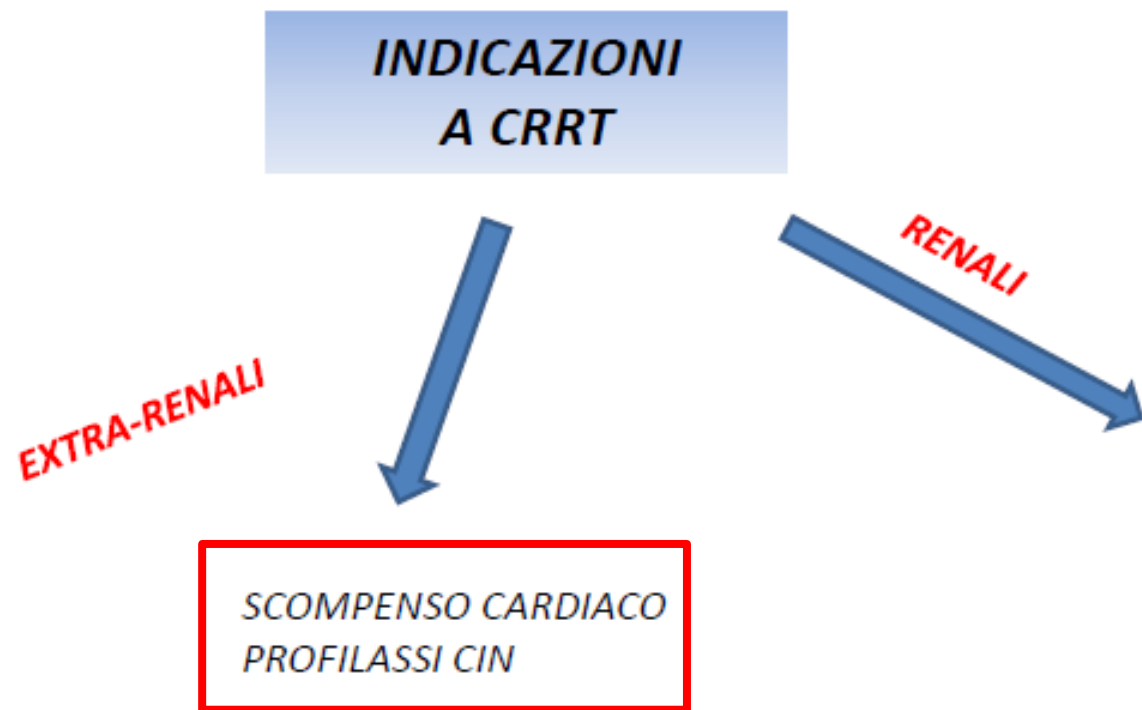 INDICAZIONI
A CRRT
RENALI
EXTRA-RENALI
SCOMPENSO CARDIACO
PROFILASSI CIN